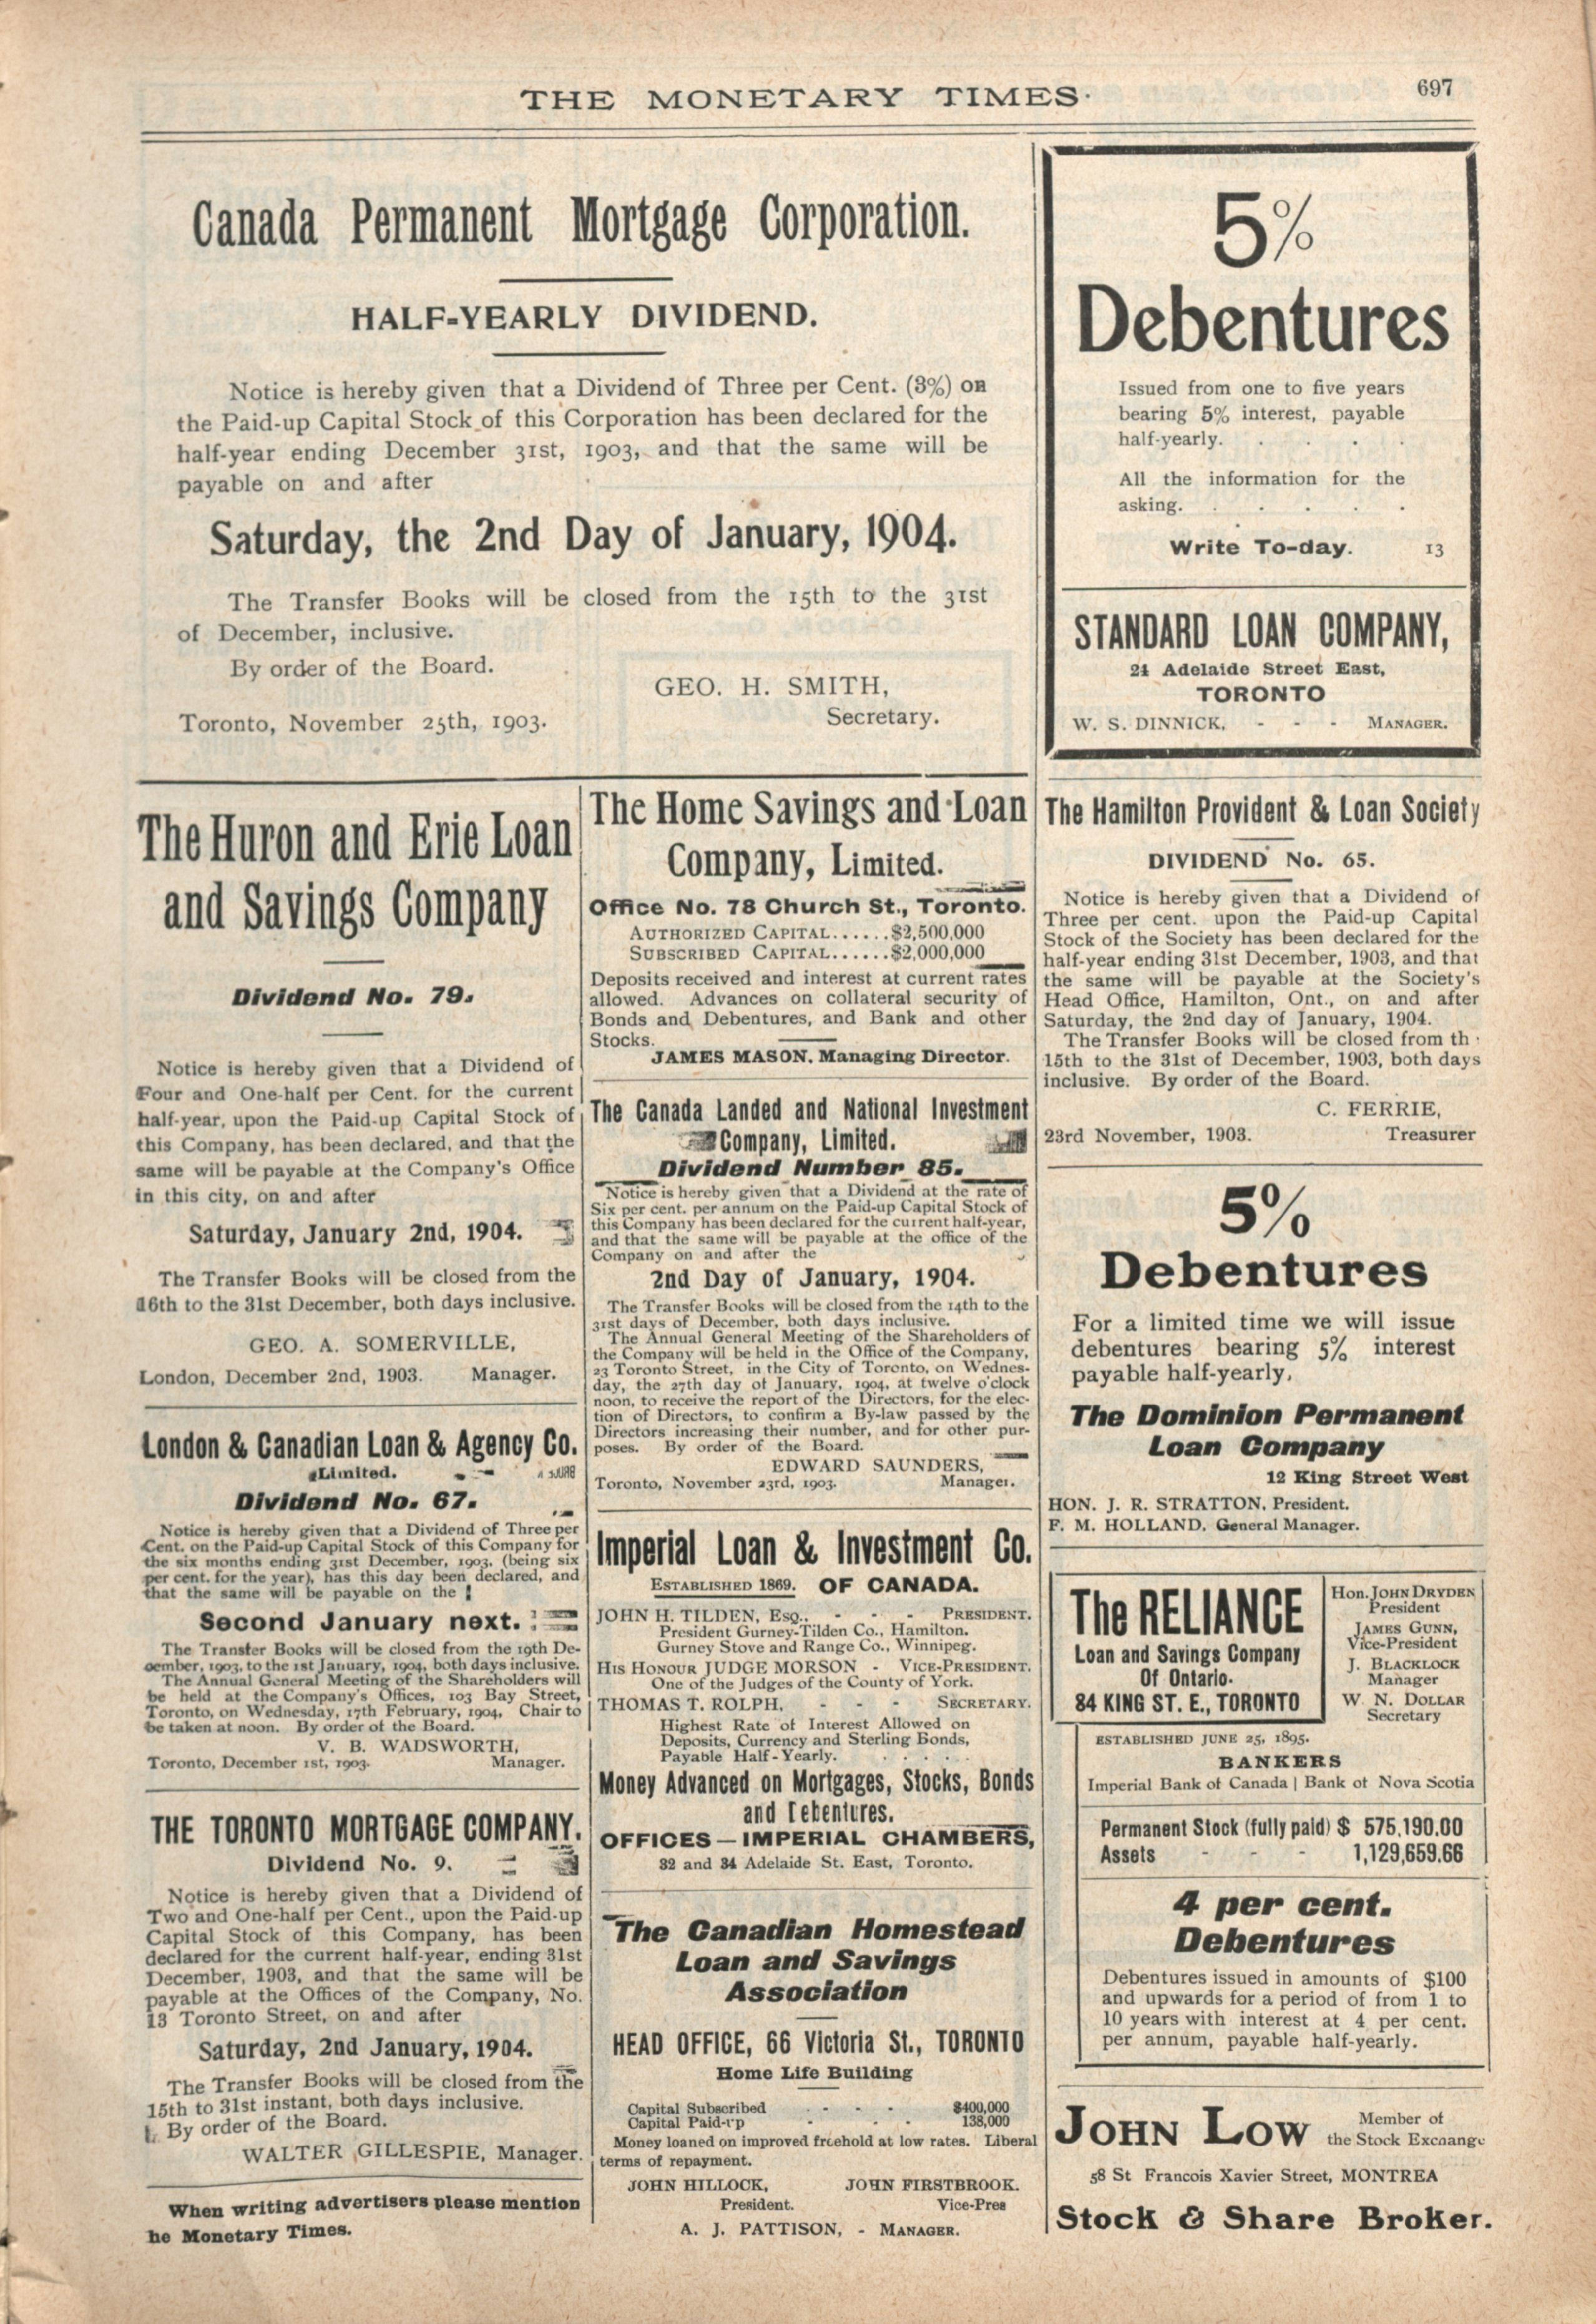 THE MONETARY TIMES.
697
Canada Permanent Mortgage Corporation.
HALF-YEARLY DIVIDEND.
Notice is hereby given that a Dividend of Three per Cent. (3%) on
the Paid-up Capital Stock of this Corporation has been declared for the
half-year ending December 31st, 1903, and that the same will be
payable on and after
Saturday, the 2nd Day of January, 1904.
The Transfer Books will be closed from the 15th to the 31st
of December, inclusive.
By order of the Board.
GEO. H. SMITH,
Secretary.
Toronto, November 25th, 1903.
5%
Debentures
Issued from one to five years
bearing 5% interest, payable
half-yearly. . . . .
All the information for the
asking. . . . . .
Write To-day. 13
STANDARD LOAN COMPANY,
24 Adelaide Street East,
TORONTO
W. S. DINNICK, - - - MANAGER.
The Huron and Erie Loan
and Savings Company
Dividend No. 79.
Notice is hereby given that a Dividend of
Four and One-half per Cent. for the current
half-year, upon the Paid-up Capital Stock of
this Company, has been declared, and that the
same will be payable at the Company's Office
in this city, on and after
Saturday, January 2nd, 1904.
The Transfer Books will be closed from the
16th to the 31st December, both days inclusive.
GEO. A. SOMERVILLE,
London, December 2nd, 1903. Manager.
London & Canadian Loan & Agency Co.
Limited.
Dividend No. 67.
Notice is hereby given that a Dividend of Three per
Cent. on the Paid-up Capital Stock of this Company for
the six months ending 31st December, 1903, (being six
per cent. for the year), has this day been declared, and
that the same will be payable on the
Second January next.
The Transfer Books will be closed from the 19th De-
cember, 1903, to the 1st January, 1904, both days inclusive.
The Annual General Meeting of the Shareholders will
be held at the Company's Offices, 103 Bay Street,
Toronto, on Wednesday, 17th February, 1904, Chair to
be taken at noon. By order of the Board.
V. B. WADSWORTH,
Toronto, December 1st, 1903. Manager.
THE TORONTO MORTGAGE COMPANY.
Dividend No. 9.
Notice is hereby given that a Dividend of
Two and One-half per Cent., upon the Paid-up
Capital Stock of this Company, has been
declared for the current half-year, ending 31st
December, 1903, and that the same will be
payable at the Offices of the Company, No.
13 Toronto Street, on and after
Saturday, 2nd January, 1904.
The Transfer Books will be closed from the
15th to 31st instant, both days inclusive.
By order of the Board.
WALTER GILLESPIE, Manager.
When writing advertisers please mention
he Monetary Times.
The Home Savings and Loan
Company, Limited.
Office No. 78 Church St., Toronto.
AUTHORIZED CAPITAL......$2,500,000
SUBSCRIBED CAPITAL......$2,000,000
Deposits received and interest at current rates
allowed. Advances on collateral security of
Bonds and Debentures, and Bank and other
Stocks.
JAMES MASON, Managing Director.
The Canada Landed and National Investment
Company, Limited.
Dividend Number 85.
Notice is hereby given that a Dividend at the rate of
Six per cent. per annum on the Paid-up Capital Stock of
this Company has been declared for the current half-year,
and that the same will be payable at the office of the
Company on and after the
2nd Day of January, 1904.
The Transfer Books will be closed from the 14th to the
31st days of December, both days inclusive.
The Annual General Meeting of the Shareholders of
the Company will be held in the Office of the Company,
23 Toronto Street, in the City of Toronto, on Wednes-
day, the 27th day of January, 1904, at twelve o'clock
noon, to receive the report of the Directors, for the elec-
tion of Directors, to confirm a By-law passed by the
Directors increasing their number, and for other pur-
poses. By order of the Board.
EDWARD SAUNDERS,
Toronto, November 23rd, 1903. Manager.
Imperial Loan & Investment Co.
ESTABLISHED 1869. OF CANADA.
JOHN H. TILDEN, ESQ., - - - PRESIDENT.
President Gurney-Tilden Co., Hamilton.
Gurney Stove and Range Co., Winnipeg.
HIS HONOUR JUDGE MORSON - VICE-PRESIDENT.
One of the Judges of the County of York.
THOMAS T. ROLPH, - - - SECRETARY.
Highest Rate of Interest Allowed on
Deposits, Currency and Sterling Bonds,
Payable Half-Yearly. . . . . .
Money Advanced on Mortgages, Stocks, Bonds
and Debentures.
OFFICES—IMPERIAL CHAMBERS,
32 and 34 Adelaide St. East, Toronto.
The Canadian Homestead
Loan and Savings
Association
HEAD OFFICE, 66 Victoria St., TORONTO
Home Life Building
Capital Subscribed - - - - $400,000
Capital Paid-up - - - 138,000
Money loaned on improved freehold at low rates. Liberal
terms of repayment.
JOHN HILLOCK, JOHN FIRSTBROOK.
President. Vice-Pres
A. J. PATTISON, - MANAGER.
The Hamilton Provident & Loan Society
DIVIDEND No. 65.
Notice is hereby given that a Dividend of
Three per cent. upon the Paid-up Capital
Stock of the Society has been declared for the
half-year ending 31st December, 1903, and that
the same will be payable at the Society's
Head Office, Hamilton, Ont., on and after
Saturday, the 2nd day of January, 1904.
The Transfer Books will be closed from th
15th to the 31st of December, 1903, both days
inclusive. By order of the Board.
C. FERRIE,
23rd November, 1903. Treasurer
5%
Debentures
For a limited time we will issue
debentures bearing 5% interest
payable half-yearly,
The Dominion Permanent
Loan Company
12 King Street West
HON. J. R. STRATTON, President.
F. M. HOLLAND, General Manager.
The RELIANCE
Loan and Savings Company
Of Ontario.
84 KING ST. E., TORONTO
Hon. JOHN DRYDEN
President
JAMES GUNN,
Vice-President
J. BLACKLOCK
Manager
W. N. DOLLAR
Secretary
ESTABLISHED JUNE 25, 1895.
BANKERS
Imperial Bank of Canada | Bank of Nova Scotia
Permanent Stock (fully paid) $ 575,190.00
Assets - - - 1,129,659.66
4 per cent.
Debentures
Debentures issued in amounts of $100
and upwards for a period of from 1 to
10 years with interest at 4 per cent.
per annum, payable half-yearly.
JOHN LOW
Member of
the Stock Exchange
58 St Francois Xavier Street, MONTREA
Stock & Share Broker.